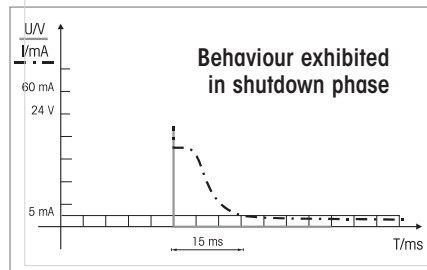 U/V
I/mA
Behaviour exhibited
in shutdown phase
60 mA
24 V
5 mA
T/ms
15 ms